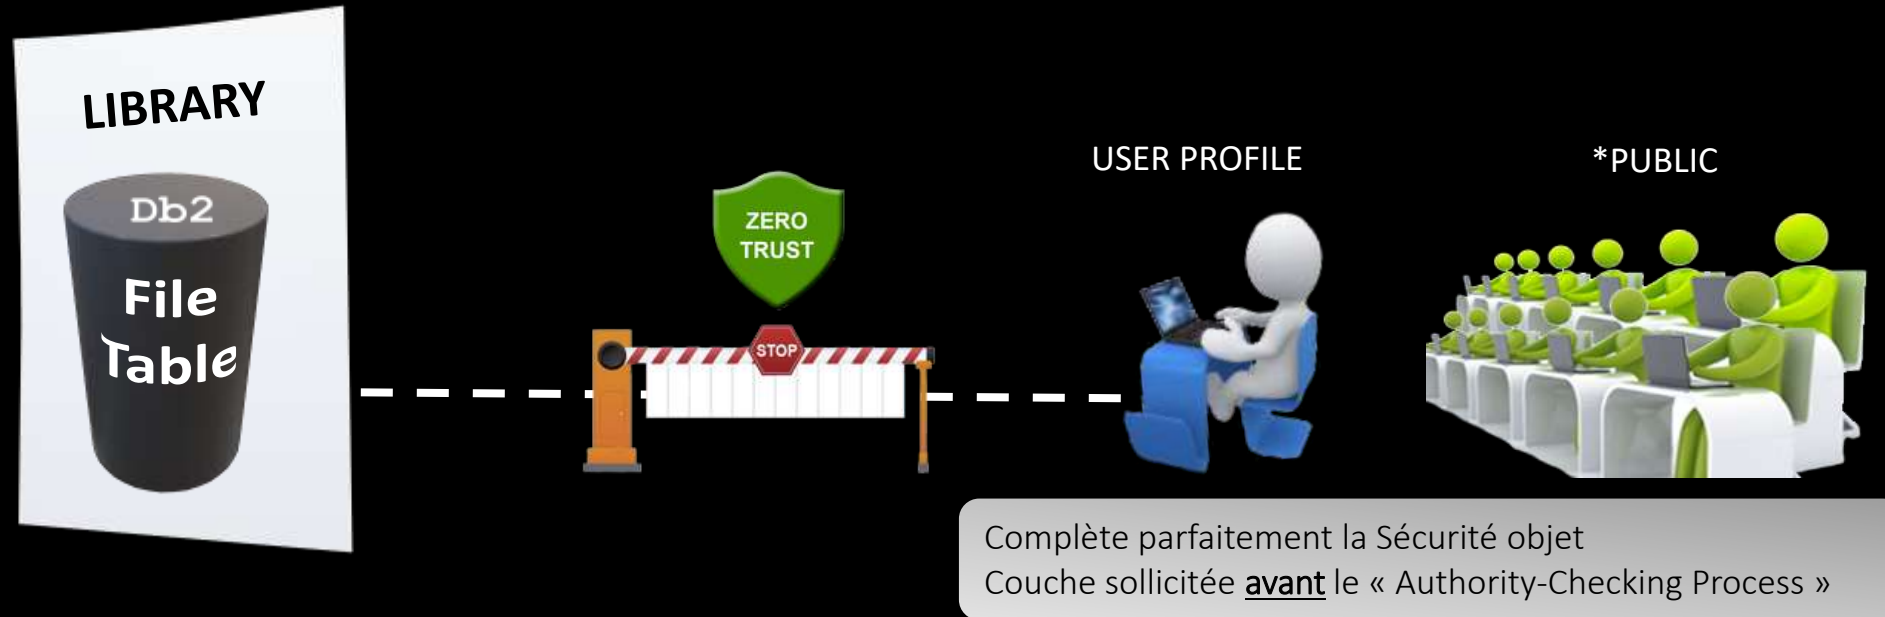 LIBRARY
Db2
File
Table
ZERO
TRUST
STOP
USER PROFILE
*PUBLIC
Complète parfaitement la Sécurité objet
Couche sollicitée avant le « Authority-Checking Process »